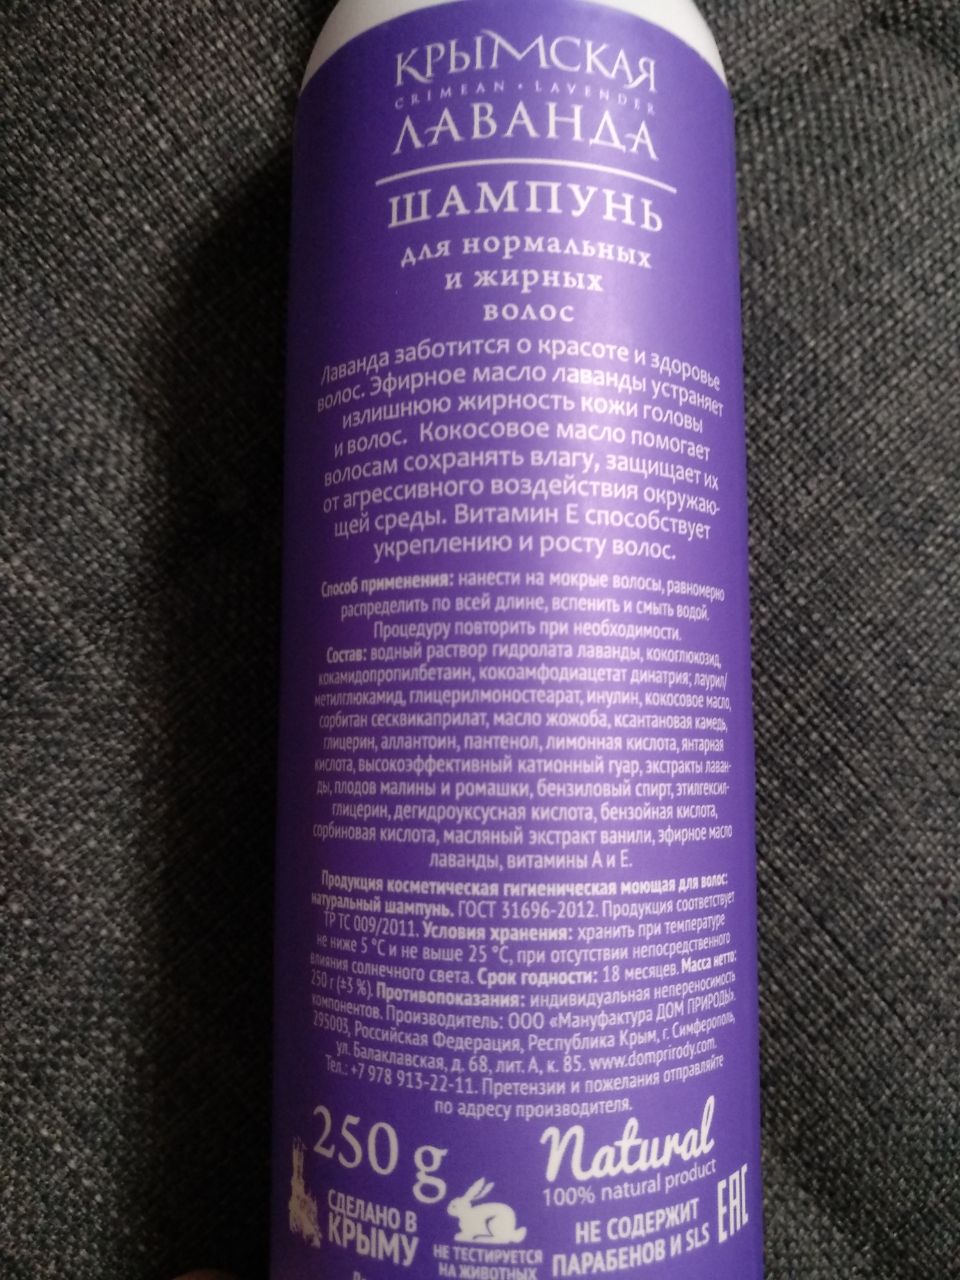 КРЫМСКАЯ
CRIMEAN • LAVENDER
ЛАВАНДА
ШАМПУНЬ
для нормальных
и жирных
волос
Лаванда заботится о красоте и здоровье
волос. Эфирное масло лаванды устраняет
излишнюю жирность кожи головы
и волос. Кокосовое масло помогает
волосам сохранять влагу, защищает их
от агрессивного воздействия окружаю-
щей среды. Витамин Е способствует
укреплению и росту волос.
Способ применения: нанести на мокрые волосы, равномерно
распределить по всей длине, вспенить и смыть водой.
Процедуру повторить при необходимости.
Состав: водный раствор гидролата лаванды, кокоглюкозид,
кокамидопропилбетаин, кокоамфодиацетат динатрия; лаурил/
метилглюкамид, глицерилмоностеарат, инулин, кокосовое масло,
сорбитан сесквикаприлат, масло жожоба, ксантановая камедь,
глицерин, аллантоин, пантенол, лимонная кислота, янтарная
кислота, высокоэффективный катионный гуар, экстракты лаван-
ды, плодов малины и ромашки, бензиловый спирт, этилгексил-
глицерин, дегидроуксусная кислота, бензойная кислота,
сорбиновая кислота, масляный экстракт ванили, эфирное масло
лаванды, витамины А и Е.
Продукция косметическая гигиеническая моющая для волос:
натуральный шампунь. ГОСТ 31696-2012. Продукция соответствует
ТР ТС 009/2011. Условия хранения: хранить при температуре
не ниже 5 °С и не выше 25 °С, при отсутствии непосредственного
влияния солнечного света. Срок годности: 18 месяцев. Масса нетто:
250 г (±3 %). Противопоказания: индивидуальная непереносимость
компонентов. Производитель: ООО «Мануфактура ДОМ ПРИРОДЫ».
295003, Российская Федерация, Республика Крым, г. Симферополь,
ул. Балаклавская, д. 68, лит. А, к. 85. www.domprirody.com.
Тел.: +7 978 913-22-11. Претензии и пожелания отправляйте
по адресу производителя.
250 g
Natural
100% natural product
СДЕЛАНО В
КРЫМУ
НЕ ТЕСТИРУЕТСЯ
НА ЖИВОТНЫХ
НЕ СОДЕРЖИТ
ПАРАБЕНОВ И SLS
EAC